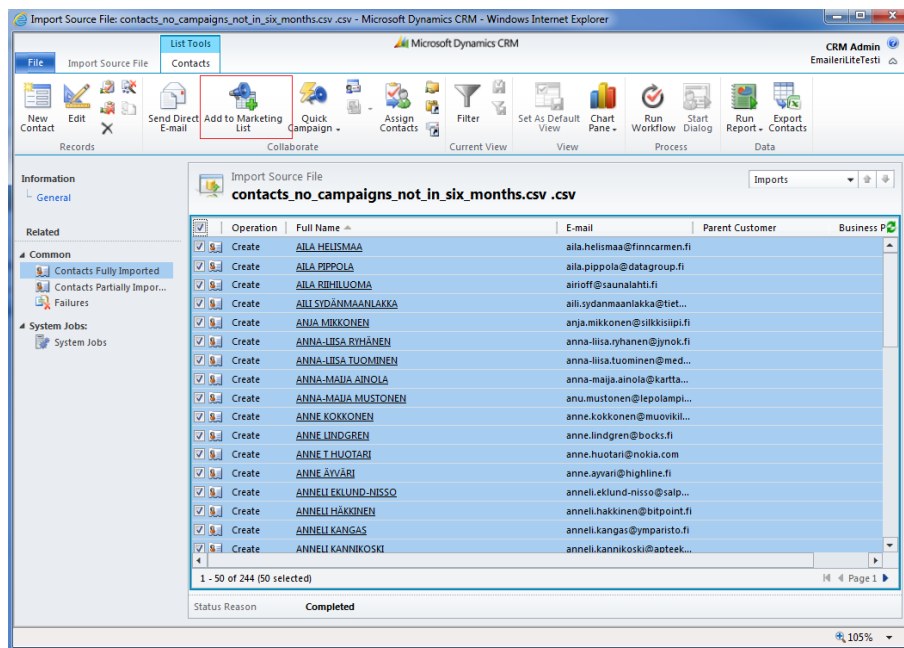 Import Source File: contacts_no_campaigns_not_in_six_months.csv .csv - Microsoft Dynamics CRM - Windows Internet Explorer
Microsoft Dynamics CRM
CRM Admin
EmaileriLiteTesti
List Tools
File Import Source File Contacts
New Contact
Edit
Send Direct E-mail
Add to Marketing List
Quick Campaign
Assign Contacts
Filter
Set As Default View
Chart Pane
Run Workflow
Start Dialog
Run Report
Export Contacts
Records Collaborate Current View View Process Data
Information
General
Related
Common
Contacts Fully Imported
Contacts Partially Impor...
Failures
System Jobs:
System Jobs
Import Source File
contacts_no_campaigns_not_in_six_months.csv .csv
Imports
Operation Full Name E-mail Parent Customer Business P
Create AILA HELISMAA aila.helismaa@finncarmen.fi
Create AILA PIPPOLA aila.pippola@datagroup.fi
Create AILA RIIHILUOMA airioff@saunalahti.fi
Create AILI SYDÄNMAANLAKKA aili.sydanmaanlakka@tiet...
Create ANJA MIKKONEN anja.mikkonen@silkkisiipi.fi
Create ANNA-LIISA RYHÄNEN anna-liisa.ryhanen@jynok.fi
Create ANNA-LIISA TUOMINEN anna-liisa.tuominen@med...
Create ANNA-MAIJA AINOLA anna-maija.ainola@kartta...
Create ANNA-MAIJA MUSTONEN anu.mustonen@lepolampi...
Create ANNE KOKKONEN anne.kokkonen@muovikil...
Create ANNE LINDGREN anne.lindgren@bocks.fi
Create ANNE T HUOTARI anne.huotari@nokia.com
Create ANNE ÄYVÄRI anne.ayvari@highline.fi
Create ANNELI EKLUND-NISSO anneli.eklund-nisso@salp...
Create ANNELI HÄKKINEN anneli.hakkinen@bitpoint.fi
Create ANNELI KANGAS anneli.kangas@ymparisto.fi
Create ANNELI KANNIKOSKI anneli.kannikoski@apteek...
1 - 50 of 244 (50 selected) Page 1
Status Reason Completed
105%